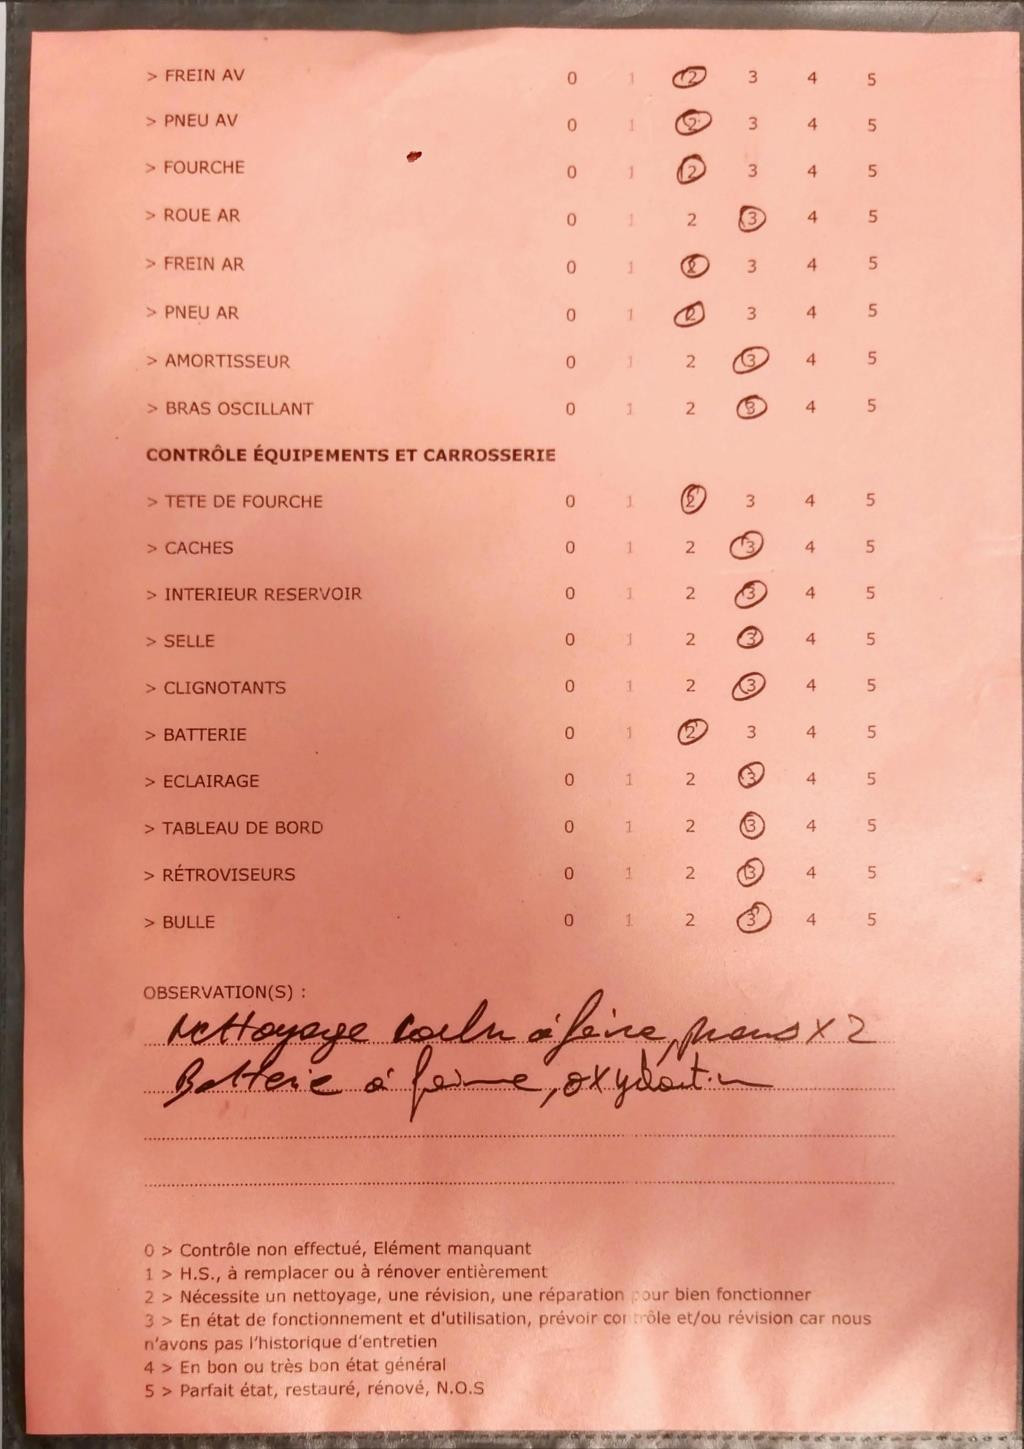 > FREIN AV 0 1 2 3 4 5
> PNEU AV 0 1 2 3 4 5
> FOURCHE 0 1 2 3 4 5
> ROUE AR 0 1 2 3 4 5
> FREIN AR 0 1 2 3 4 5
> PNEU AR 0 1 2 3 4 5
> AMORTISSEUR 0 1 2 3 4 5
> BRAS OSCILLANT 0 1 2 3 4 5
CONTRÔLE ÉQUIPEMENTS ET CARROSSERIE
> TETE DE FOURCHE 0 1 2 3 4 5
> CACHES 0 1 2 3 4 5
> INTERIEUR RESERVOIR 0 1 2 3 4 5
> SELLE 0 1 2 3 4 5
> CLIGNOTANTS 0 1 2 3 4 5
> BATTERIE 0 1 2 3 4 5
> ECLAIRAGE 0 1 2 3 4 5
> TABLEAU DE BORD 0 1 2 3 4 5
> RÉTROVISEURS 0 1 2 3 4 5
> BULLE 0 1 2 3 4 5
OBSERVATION(S) :
Nettoyage à faire, pneus x 2
Batterie à, oxydation
0 > Contrôle non effectué, Elément manquant
1 > H.S., à remplacer ou à rénover entièrement
2 > Nécessite un nettoyage, une révision, une réparation pour bien fonctionner
3 > En état de fonctionnement et d'utilisation, prévoir contrôle et/ou révision car nous
n'avons pas l'historique d'entretien
4 > En bon ou très bon état général
5 > Parfait état, restauré, rénové, N.O.S